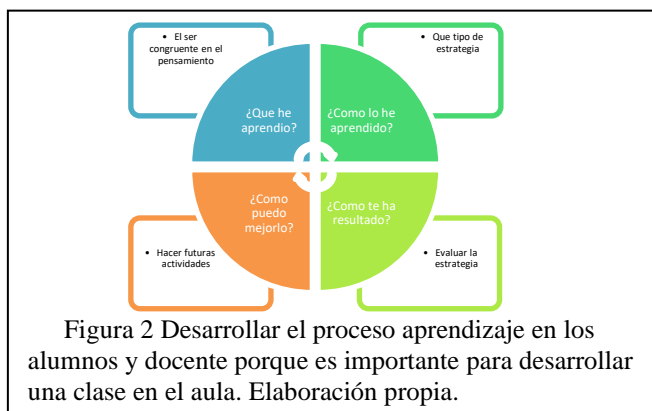 • El ser
congruente en el
pensamiento
• Que tipo de
estrategia
¿Que he
aprendio?
¿Como lo he
aprendido?
¿Como
puedo
mejorlo?
¿Como te ha
resultado?
• Hacer futuras
actividades
• Evaluar la
estrategia
Figura 2 Desarrollar el proceso aprendizaje en los
alumnos y docente porque es importante para desarrollar
una clase en el aula. Elaboración propia.